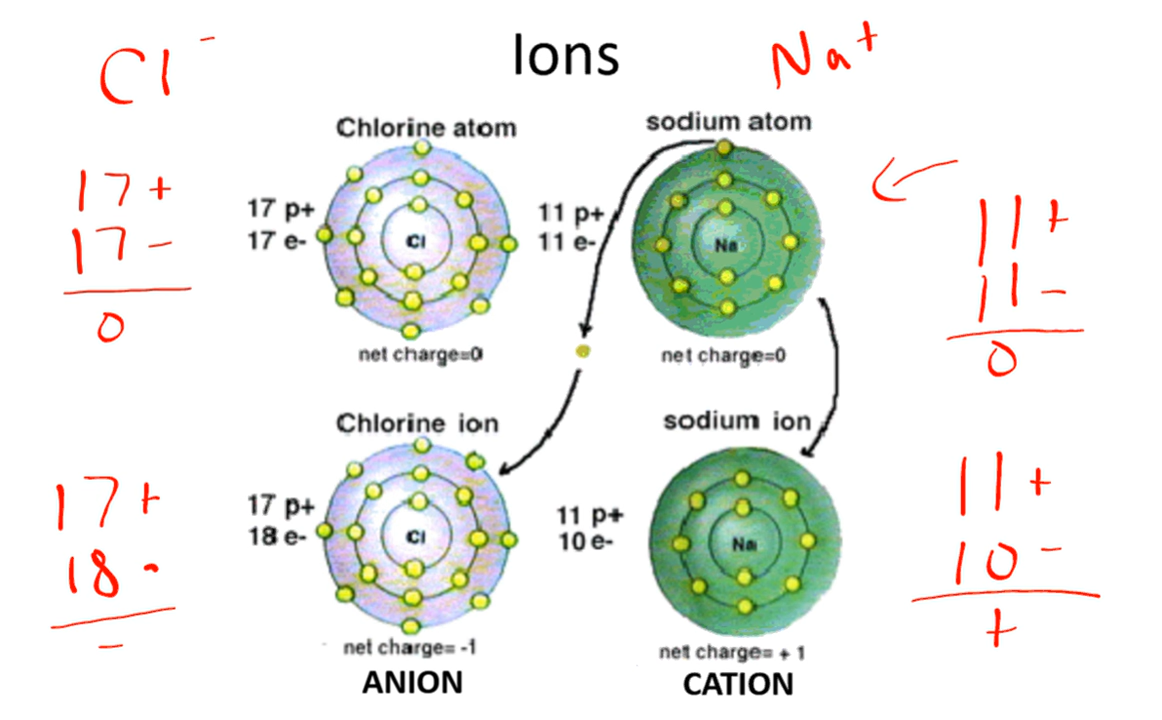 Ions
Cl⁻
Na⁺
Chlorine atom
sodium atom
17 p+
17 e-
Cl
11 p+
11 e-
Na
net charge=0
net charge=0
17+
17-
0
11+
11-
0
Chlorine ion
sodium ion
17 p+
18 e-
Cl
11 p+
10 e-
Na
net charge= -1
net charge= + 1
ANION
CATION
17+
18-
-
11+
10-
+